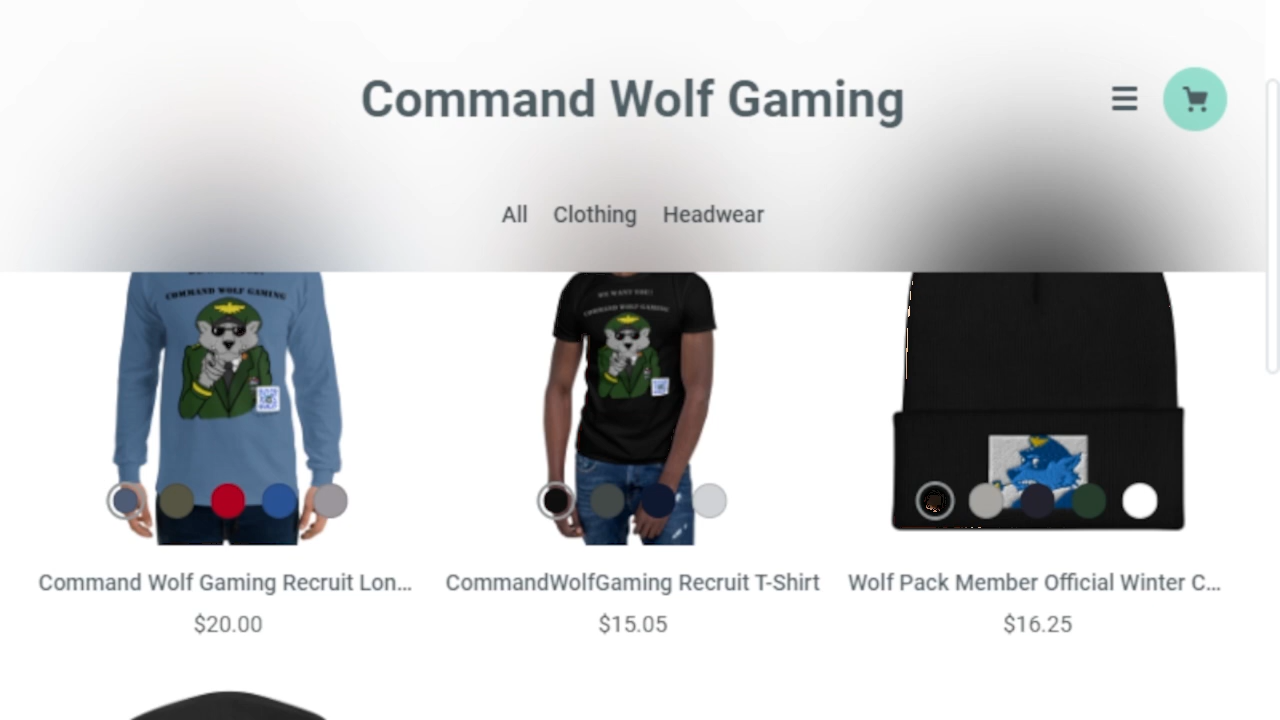 Command Wolf Gaming
All Clothing Headwear
COMMAND WOLF GAMING
WE WANT YOU!
COMMAND WOLF GAMING
Command Wolf Gaming Recruit Lon...
$20.00
CommandWolfGaming Recruit T-Shirt
$15.05
Wolf Pack Member Official Winter C...
$16.25